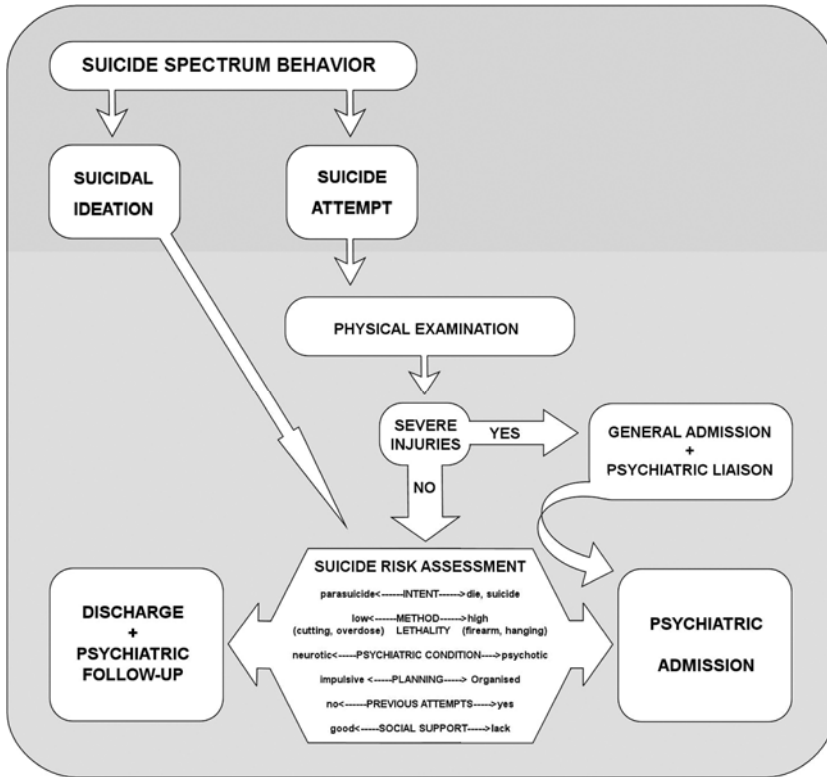 SUICIDE SPECTRUM BEHAVIOR
SUICIDAL
IDEATION
SUICIDE
ATTEMPT
PHYSICAL EXAMINATION
SEVERE
INJURIES
YES
NO
GENERAL ADMISSION
+
PSYCHIATRIC LIAISON
SUICIDE RISK ASSESSMENT
parasuicide<------INTENT------>die, suicide
low<------METHOD------>high
(cutting, overdose) LETHALITY (firearm, hanging)
neurotic<-----PSYCHIATRIC CONDITION---->psychotic
impulsive <-----PLANNING-----> Organised
no<------PREVIOUS ATTEMPTS----->yes
good<-----SOCIAL SUPPORT----->lack
DISCHARGE
+
PSYCHIATRIC
FOLLOW-UP
PSYCHIATRIC
ADMISSION